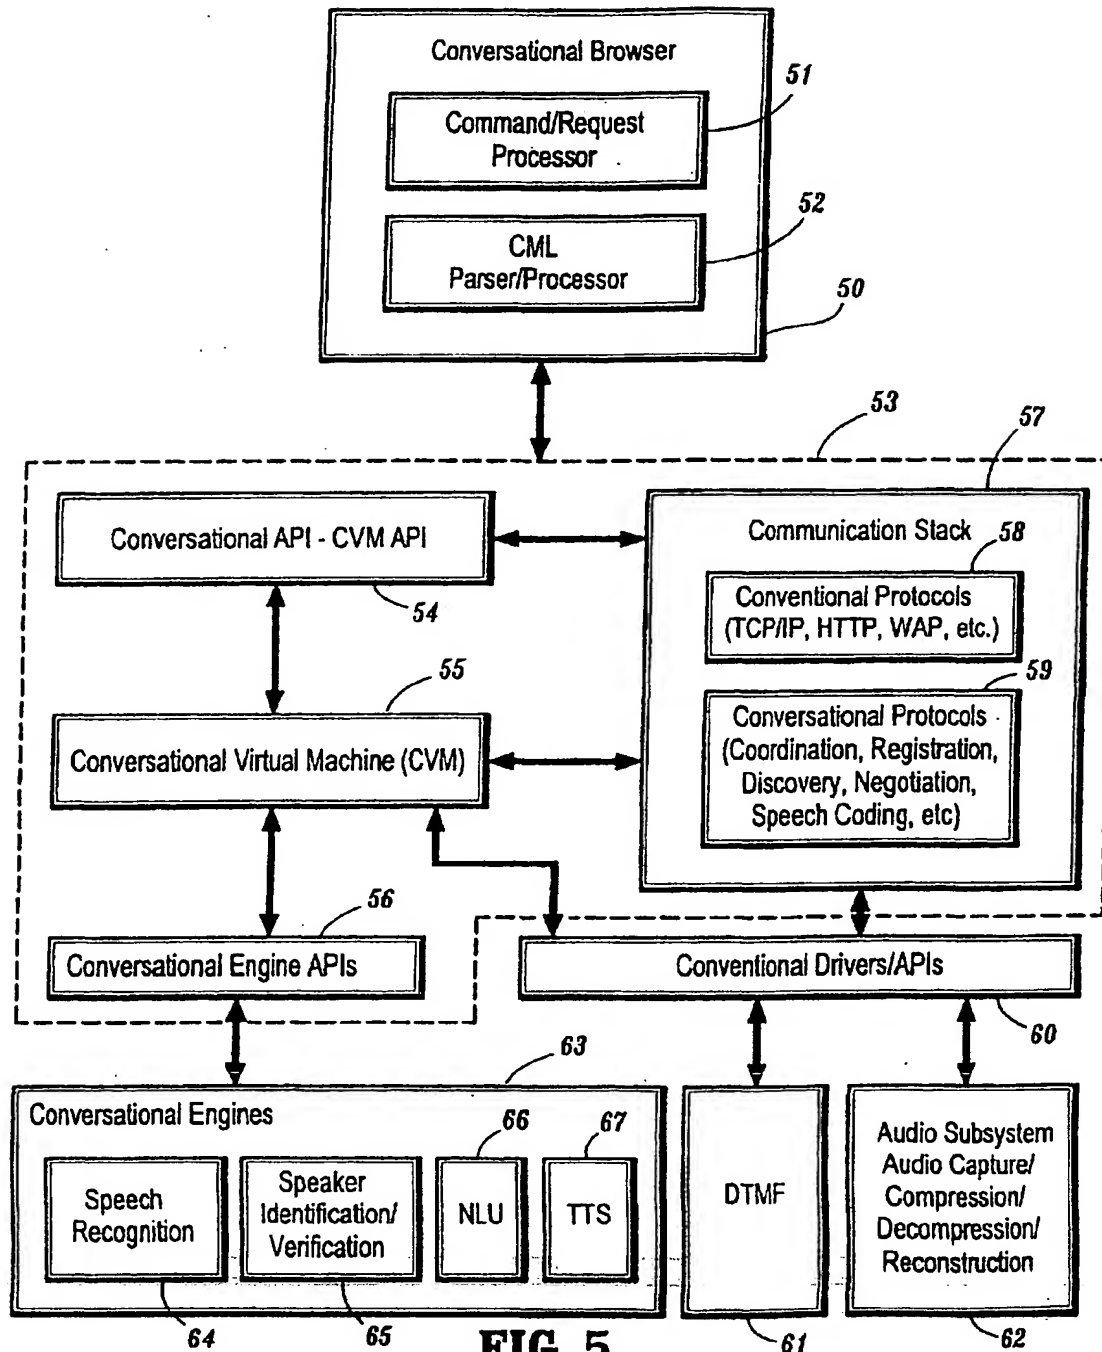 Conversational Browser
51
Command/Request
Processor
52
CML
Parser/Processor
50
53
57
Conversational API - CVM API
54
Communication Stack
58
Conventional Protocols
(TCP/IP, HTTP, WAP, etc.)
59
Conversational Protocols
(Coordination, Registration,
Discovery, Negotiation,
Speech Coding, etc)
55
Conversational Virtual Machine (CVM)
56
Conversational Engine APIs
Conventional Drivers/APIs
60
63
Conversational Engines
66
67
Speech
Recognition
Speaker
Identification/
Verification
NLU
TTS
DTMF
Audio Subsystem
Audio Capture/
Compression/
Decompression/
Reconstruction
64
65
61
62
FIG. 5